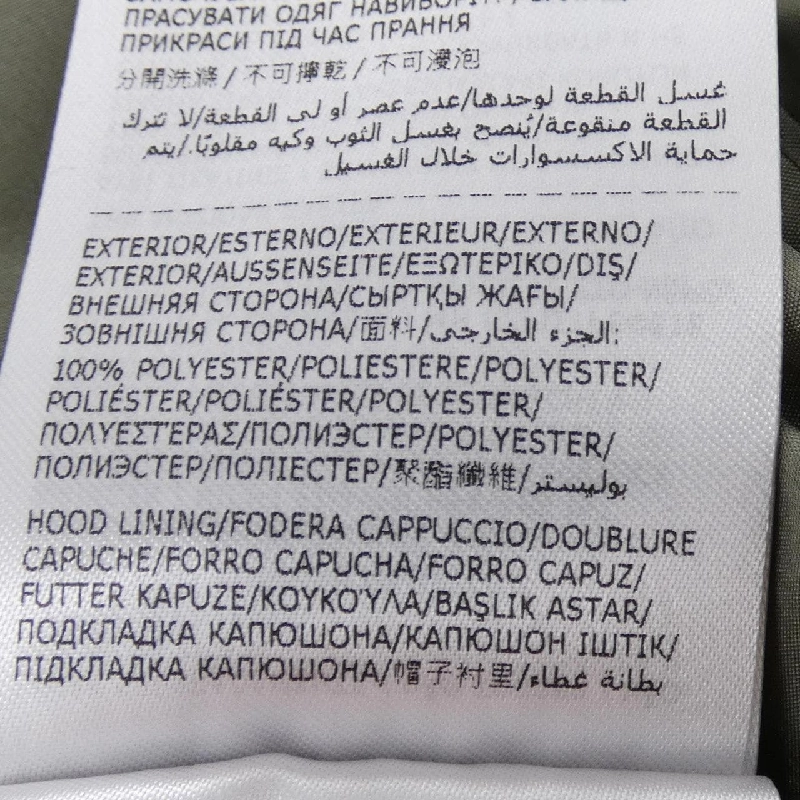 ПРАСУВАТИ ОДЯГ НАВИВОРІТ/
ПРИКРАСИ ПІД ЧАС ПРАННЯ
分開洗滌/不可擰乾/不可浸泡
غسل القطعة لوحدها/عدم عصر أو لي القطعة/لا تترك
القطعة منقوعة/يُنصح بغسل الثوب وكيه مقلوبًا./يتم
حماية الاكسسوارات خلال الغسيل
EXTERIOR/ESTERNO/EXTERIEUR/EXTERNO/
EXTERIOR/AUSSENSEITE/ΕΞΩΤΕΡΙΚΟ/DIŞ/
ВНЕШНЯЯ СТОРОНА/СЫРТҚЫ ЖАҒЫ/
ЗОВНІШНЯ СТОРОНА/面料/الجزء الخارجي:
100% POLYESTER/POLIESTERE/POLYESTER/
POLIÉSTER/POLIÉSTER/POLYESTER/
ΠΟΛΥΕΣΤΈΡΑΣ/ПОЛИЭСТЕР/POLYESTER/
ПОЛИЭСТЕР/ПОЛІЕСТЕР/聚酯纖維/بوليستر
HOOD LINING/FODERA CAPPUCCIO/DOUBLURE
CAPUCHE/FORRO CAPUCHA/FORRO CAPUZ/
FUTTER KAPUZE/ΚΟΥΚΟΎΛΑ/BAŞLIK ASTAR/
ПОДКЛАДКА КАПЮШОНА/КАПЮШОН ІШТІК/
ПІДКЛАДКА КАПЮШОНА/帽子衬里/بطانة غطاء